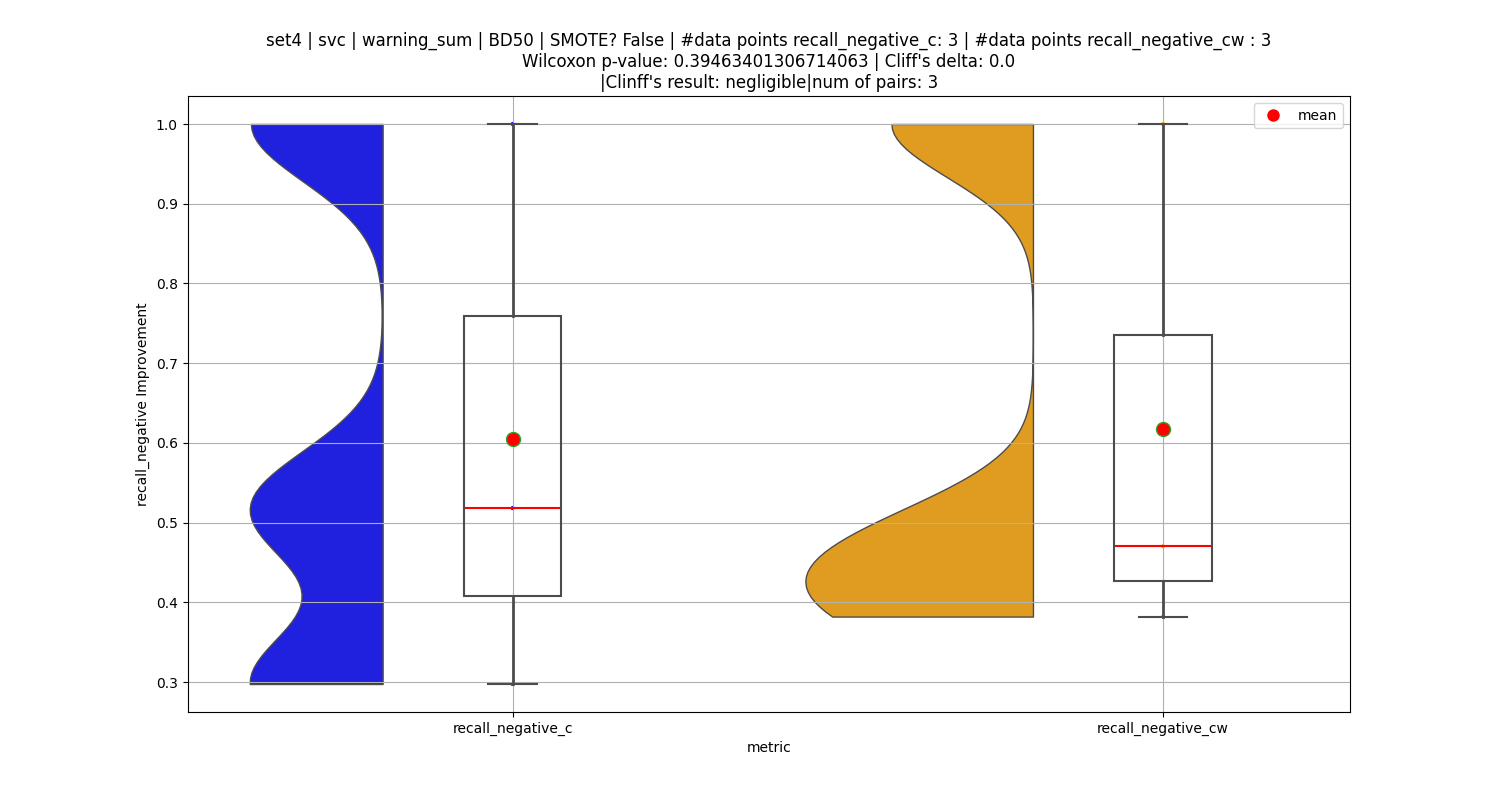 set4 | svc | warning_sum | BD50 | SMOTE? False | #data points recall_negative_c: 3 | #data points recall_negative_cw : 3
Wilcoxon p-value: 0.39463401306714063 | Cliff's delta: 0.0
|Clinff's result: negligible|num of pairs: 3
mean
1.0
0.9
0.8
0.7
0.6
0.5
0.4
0.3
recall_negative Improvement
recall_negative_c
recall_negative_cw
metric